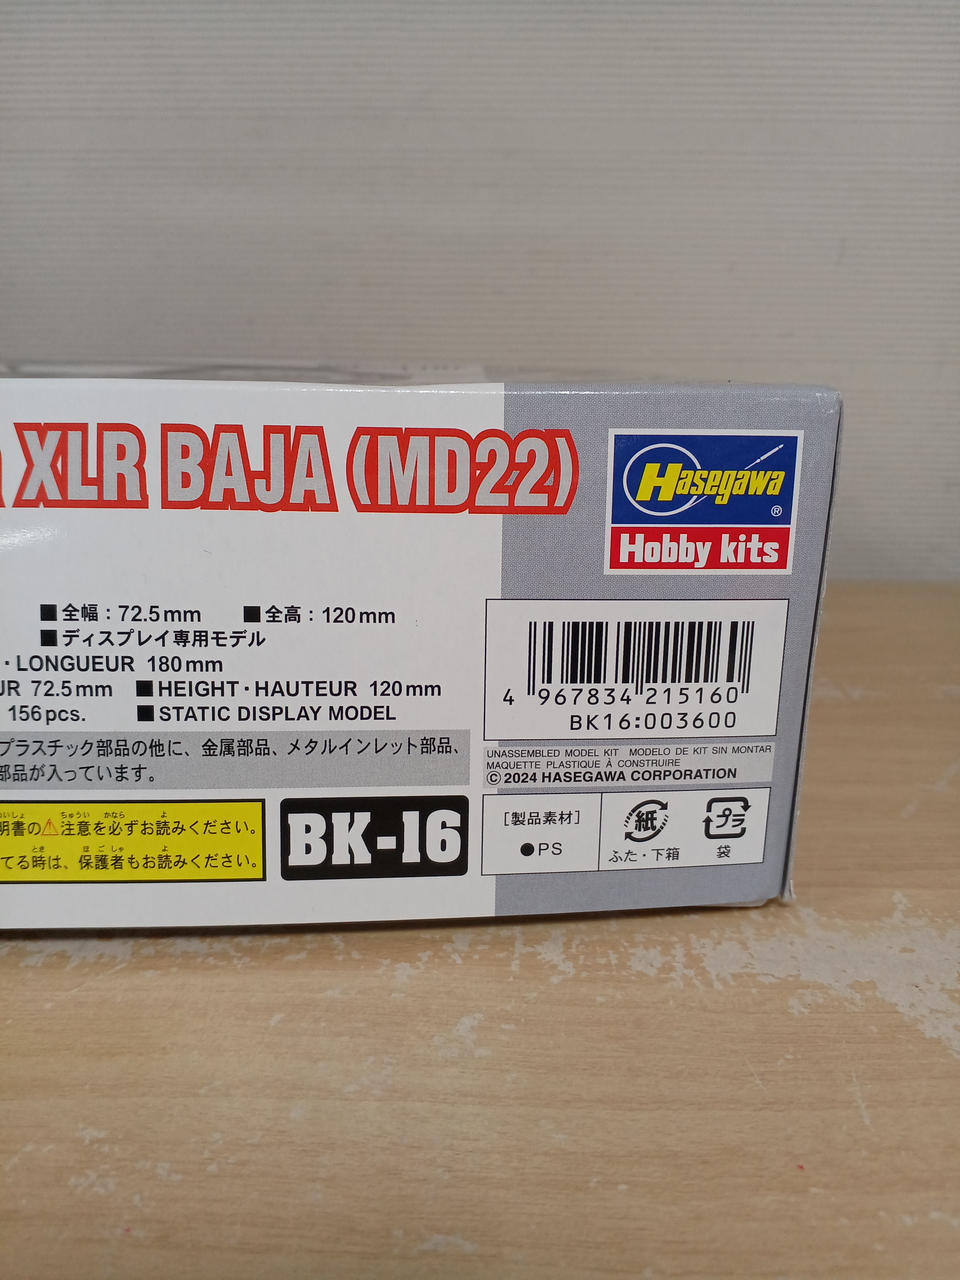 XLR BAJA (MD22)
Hasegawa
®
Hobby kits
■全幅：72.5mm ■全高：120mm
■ディスプレイ専用モデル
・LONGUEUR 180mm
UR 72.5mm ■HEIGHT・HAUTEUR 120mm
156pcs. ■STATIC DISPLAY MODEL
プラスチック部品の他に、金属部品、メタルインレット部品、
部品が入っています。
明書の⚠注意を必ずお読みください。
てる時は、保護者もお読みください。
BK-16
4 967834 215160
BK16:003600
UNASSEMBLED MODEL KIT MODELO DE KIT SIN MONTAR
MAQUETTE PLASTIQUE À CONSTRUIRE
© 2024 HASEGAWA CORPORATION
［製品素材］
●PS
紙
ふた・下箱
プラ
袋